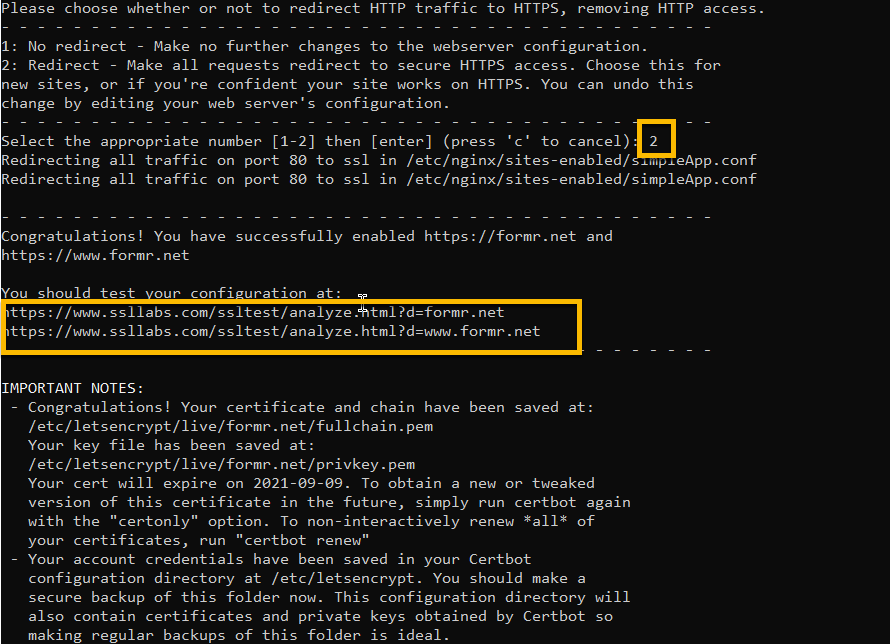 Please choose whether or not to redirect HTTP traffic to HTTPS, removing HTTP access.
- - - - - - - - - - - - - - - - - - - - - - - - - - - - - - - - - - - - - - - -
1: No redirect - Make no further changes to the webserver configuration.
2: Redirect - Make all requests redirect to secure HTTPS access. Choose this for
new sites, or if you're confident your site works on HTTPS. You can undo this
change by editing your web server's configuration.
- - - - - - - - - - - - - - - - - - - - - - - - - - - - - - - - - - - - - - - -
Select the appropriate number [1-2] then [enter] (press 'c' to cancel): 2
Redirecting all traffic on port 80 to ssl in /etc/nginx/sites-enabled/simpleApp.conf
Redirecting all traffic on port 80 to ssl in /etc/nginx/sites-enabled/simpleApp.conf
- - - - - - - - - - - - - - - - - - - - - - - - - - - - - - - - - - - - - - - -
Congratulations! You have successfully enabled https://formr.net and
https://www.formr.net
You should test your configuration at:
https://www.ssllabs.com/ssltest/analyze.html?d=formr.net
https://www.ssllabs.com/ssltest/analyze.html?d=www.formr.net
- - - - - - -
IMPORTANT NOTES:
- Congratulations! Your certificate and chain have been saved at:
/etc/letsencrypt/live/formr.net/fullchain.pem
Your key file has been saved at:
/etc/letsencrypt/live/formr.net/privkey.pem
Your cert will expire on 2021-09-09. To obtain a new or tweaked
version of this certificate in the future, simply run certbot again
with the "certonly" option. To non-interactively renew *all* of
your certificates, run "certbot renew"
- Your account credentials have been saved in your Certbot
configuration directory at /etc/letsencrypt. You should make a
secure backup of this folder now. This configuration directory will
also contain certificates and private keys obtained by Certbot so
making regular backups of this folder is ideal.